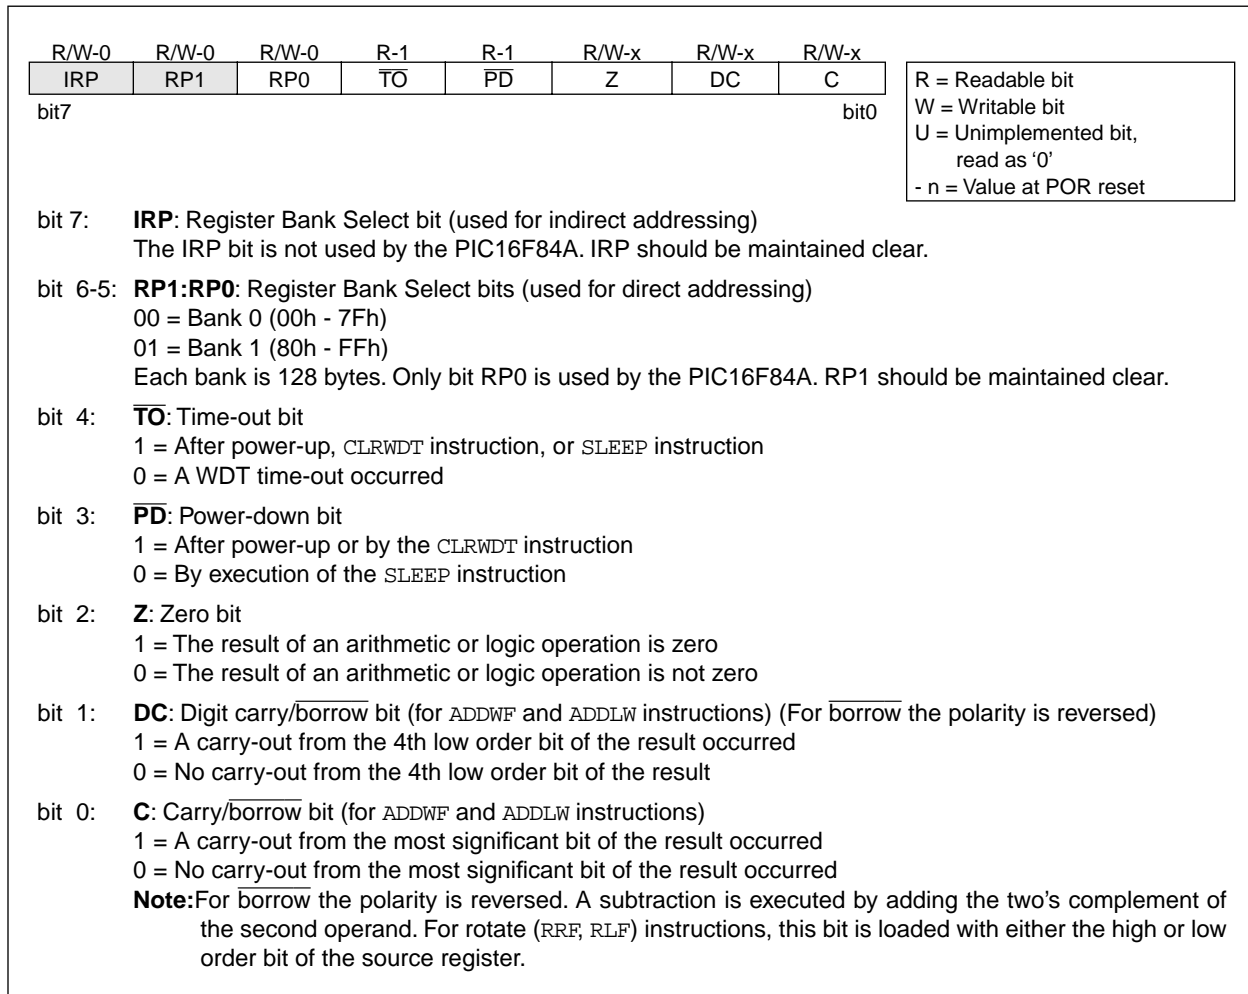 R/W-0 R/W-0 R/W-0 R-1 R-1 R/W-x R/W-x R/W-x
IRP RP1 RP0 T̅O̅ P̅D̅ Z DC C
bit7 bit0
R = Readable bit
W = Writable bit
U = Unimplemented bit,
read as ‘0’
- n = Value at POR reset
bit 7: IRP: Register Bank Select bit (used for indirect addressing)
The IRP bit is not used by the PIC16F84A. IRP should be maintained clear.
bit 6-5: RP1:RP0: Register Bank Select bits (used for direct addressing)
00 = Bank 0 (00h - 7Fh)
01 = Bank 1 (80h - FFh)
Each bank is 128 bytes. Only bit RP0 is used by the PIC16F84A. RP1 should be maintained clear.
bit 4: T̅O̅: Time-out bit
1 = After power-up, CLRWDT instruction, or SLEEP instruction
0 = A WDT time-out occurred
bit 3: P̅D̅: Power-down bit
1 = After power-up or by the CLRWDT instruction
0 = By execution of the SLEEP instruction
bit 2: Z: Zero bit
1 = The result of an arithmetic or logic operation is zero
0 = The result of an arithmetic or logic operation is not zero
bit 1: DC: Digit carry/b̅o̅r̅r̅o̅w̅ bit (for ADDWF and ADDLW instructions) (For b̅o̅r̅r̅o̅w̅ the polarity is reversed)
1 = A carry-out from the 4th low order bit of the result occurred
0 = No carry-out from the 4th low order bit of the result
bit 0: C: Carry/b̅o̅r̅r̅o̅w̅ bit (for ADDWF and ADDLW instructions)
1 = A carry-out from the most significant bit of the result occurred
0 = No carry-out from the most significant bit of the result occurred
Note:For b̅o̅r̅r̅o̅w̅ the polarity is reversed. A subtraction is executed by adding the two’s complement of
the second operand. For rotate (RRF, RLF) instructions, this bit is loaded with either the high or low
order bit of the source register.